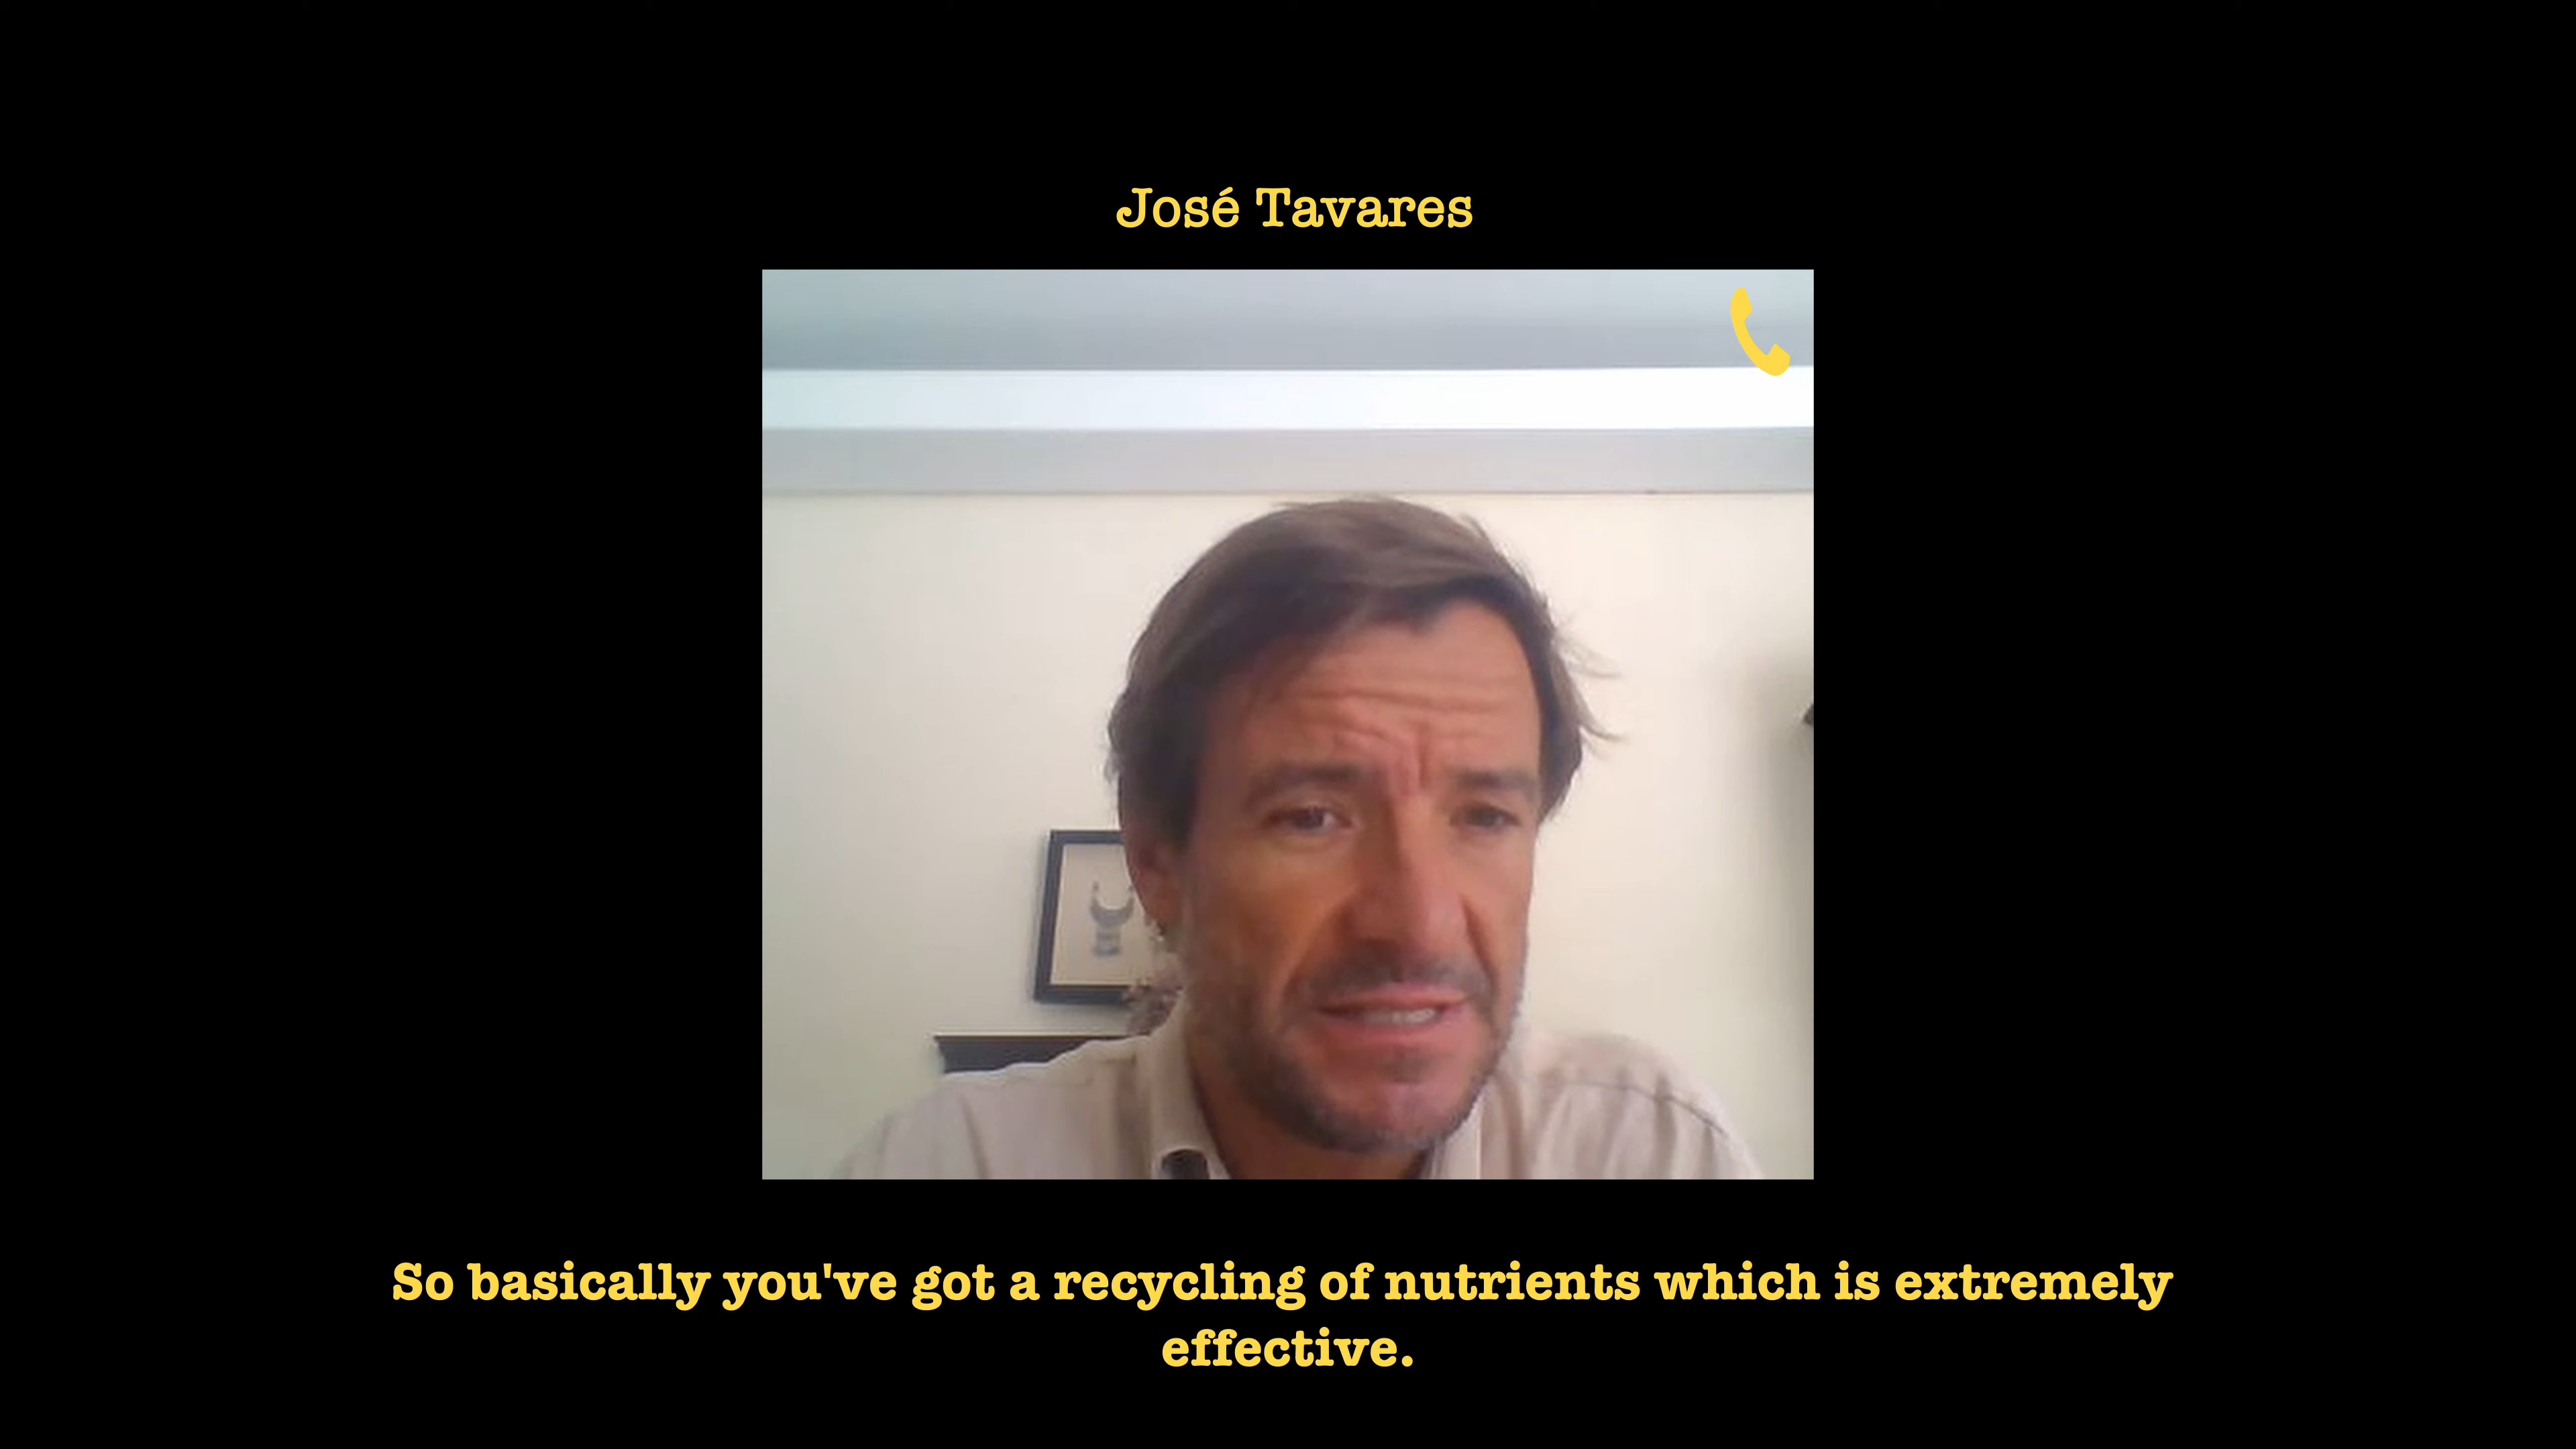 José Tavares
So basically you've got a recycling of nutrients which is extremely
effective.